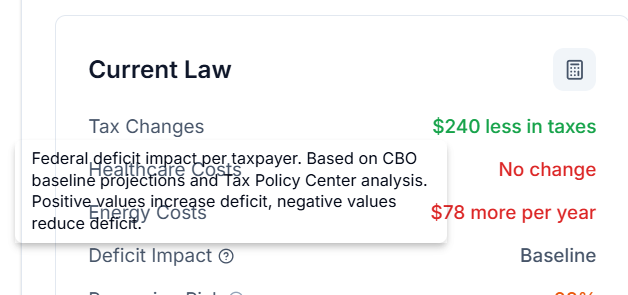 Current Law
Tax Changes $240 less in taxes
Healthcare Costs No change
Federal deficit impact per taxpayer. Based on CBO
baseline projections and Tax Policy Center analysis.
Positive values increase deficit, negative values
reduce deficit.
Energy Costs $78 more per year
Deficit Impact Baseline